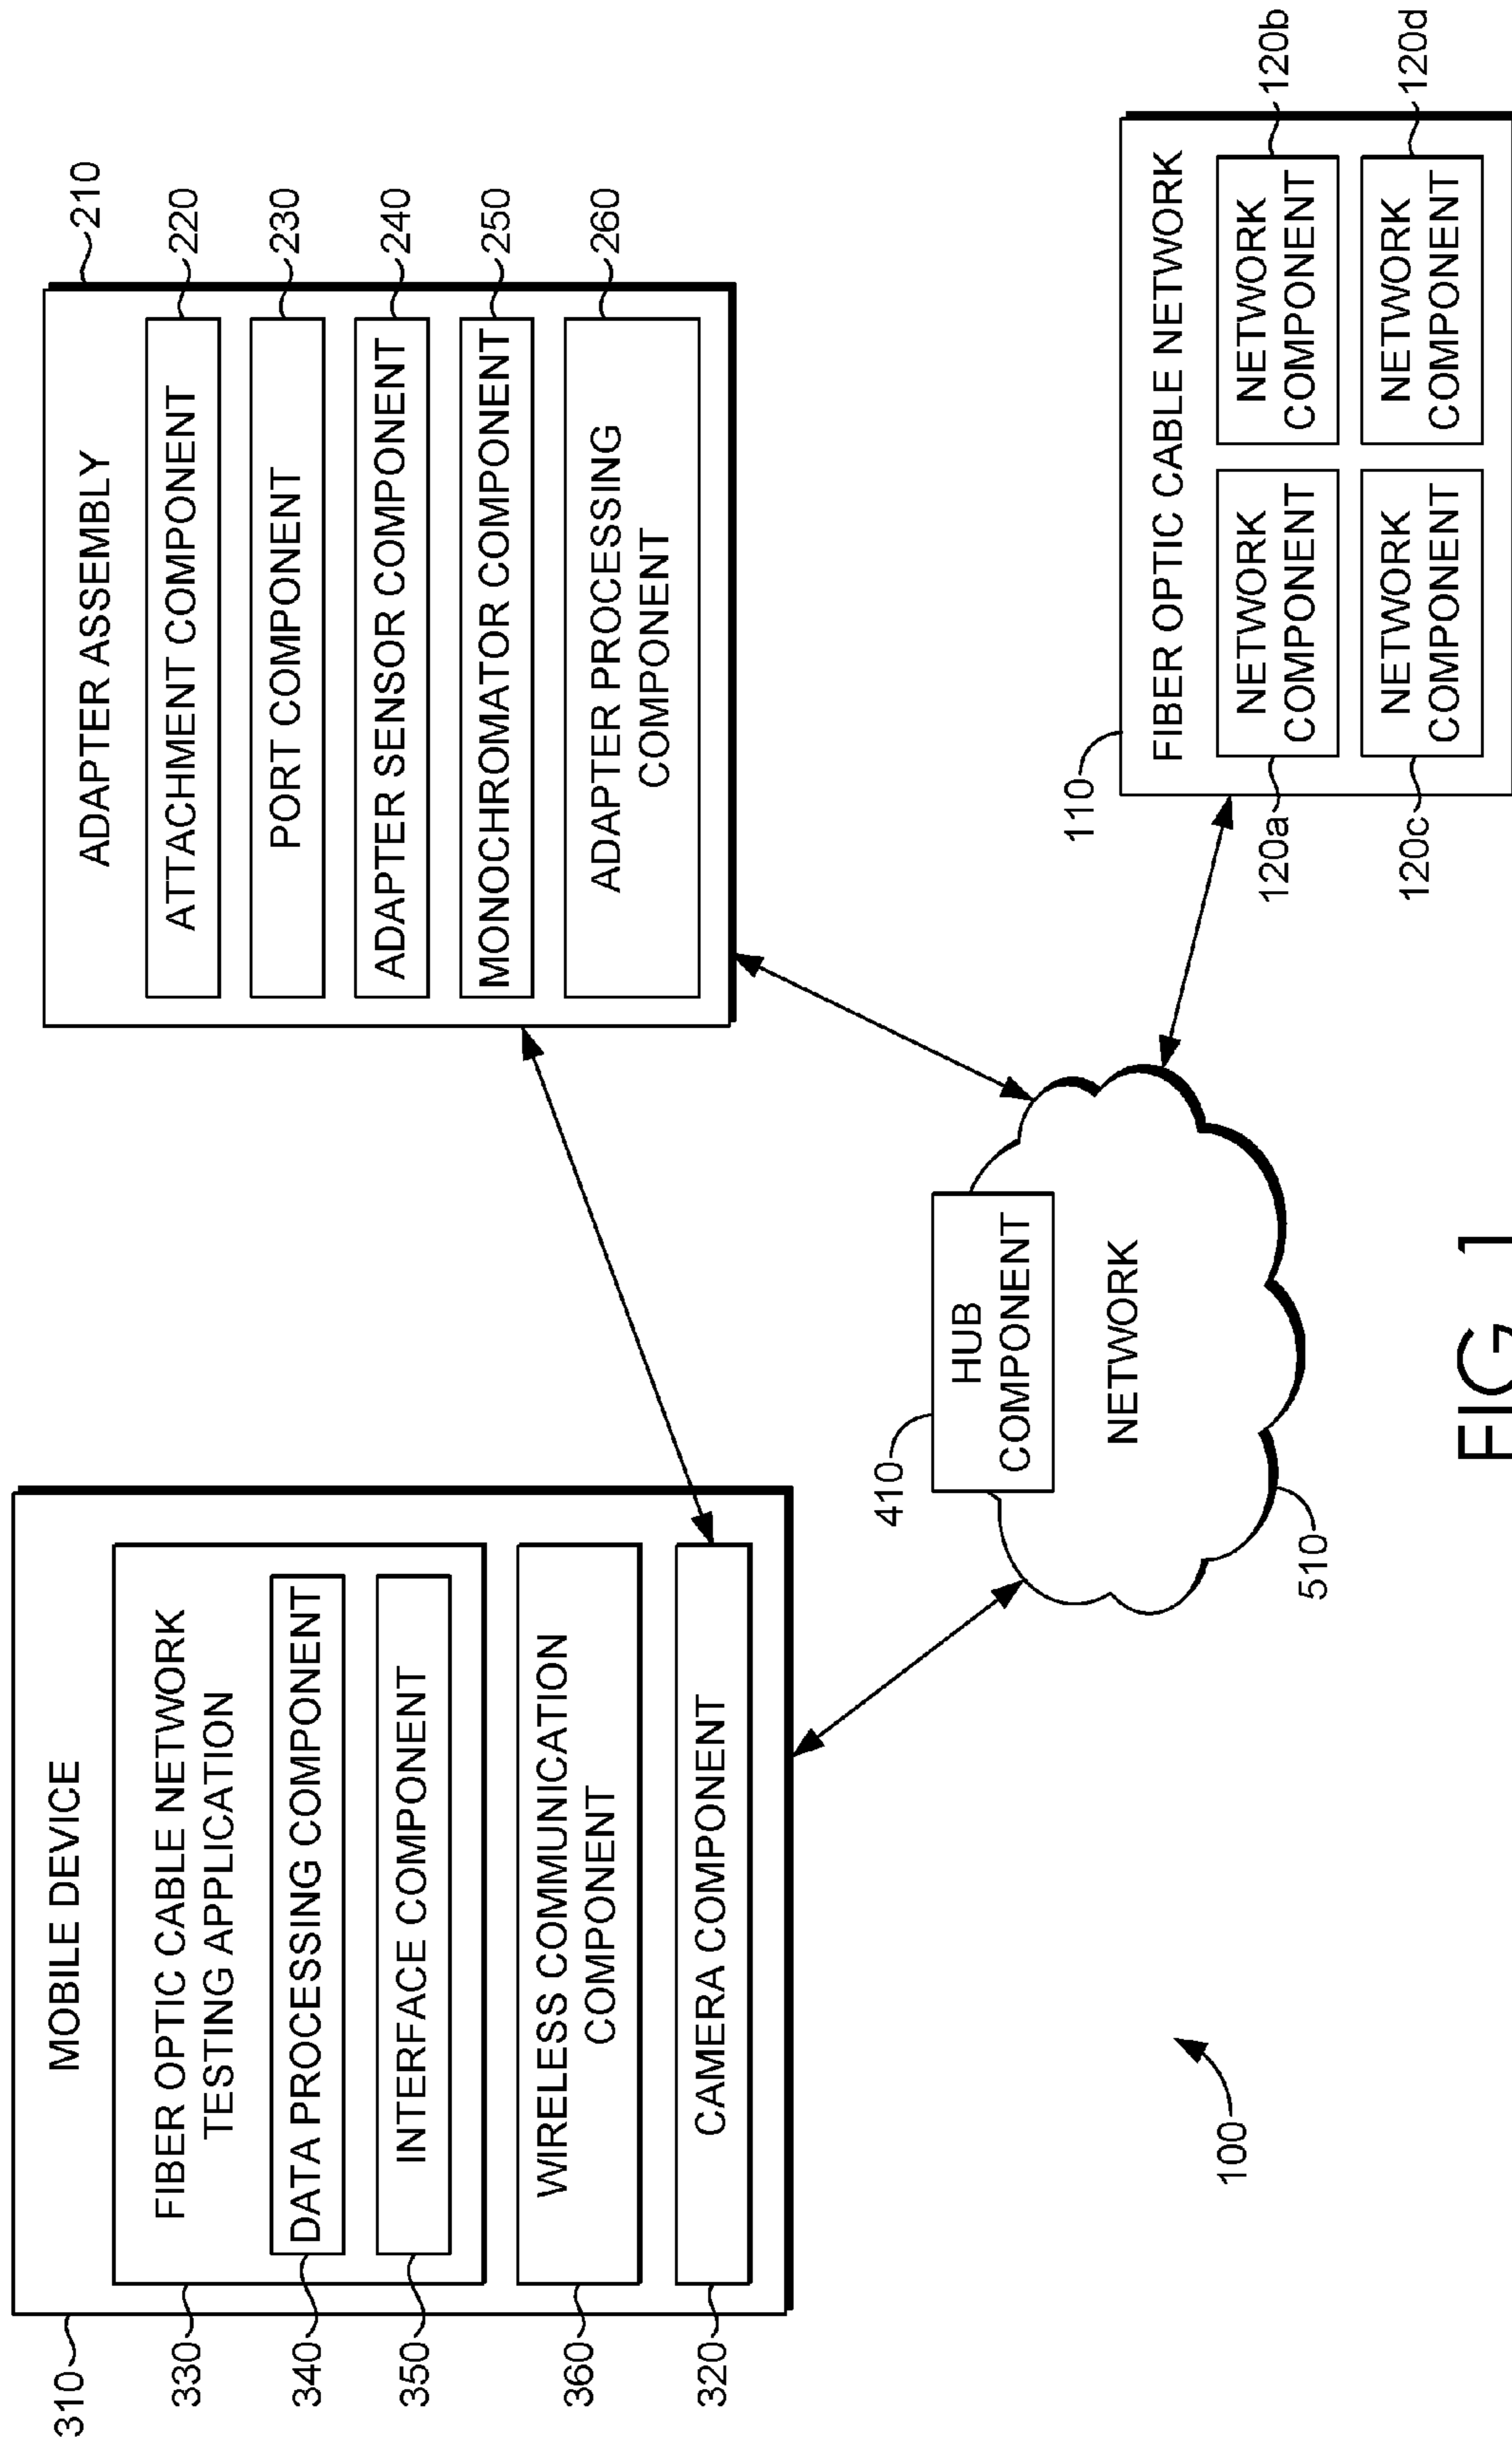 310
MOBILE DEVICE
330
FIBER OPTIC CABLE NETWORK
TESTING APPLICATION
340
DATA PROCESSING COMPONENT
350
INTERFACE COMPONENT
360
WIRELESS COMMUNICATION
COMPONENT
320
CAMERA COMPONENT
210
ADAPTER ASSEMBLY
ATTACHMENT COMPONENT
220
PORT COMPONENT
230
ADAPTER SENSOR COMPONENT
240
MONOCHROMATOR COMPONENT
250
ADAPTER PROCESSING
COMPONENT
260
410
HUB
COMPONENT
NETWORK
510
110
FIBER OPTIC CABLE NETWORK
120a
NETWORK
COMPONENT
NETWORK
COMPONENT
120b
120c
NETWORK
COMPONENT
NETWORK
COMPONENT
120d
100
FIG. 1